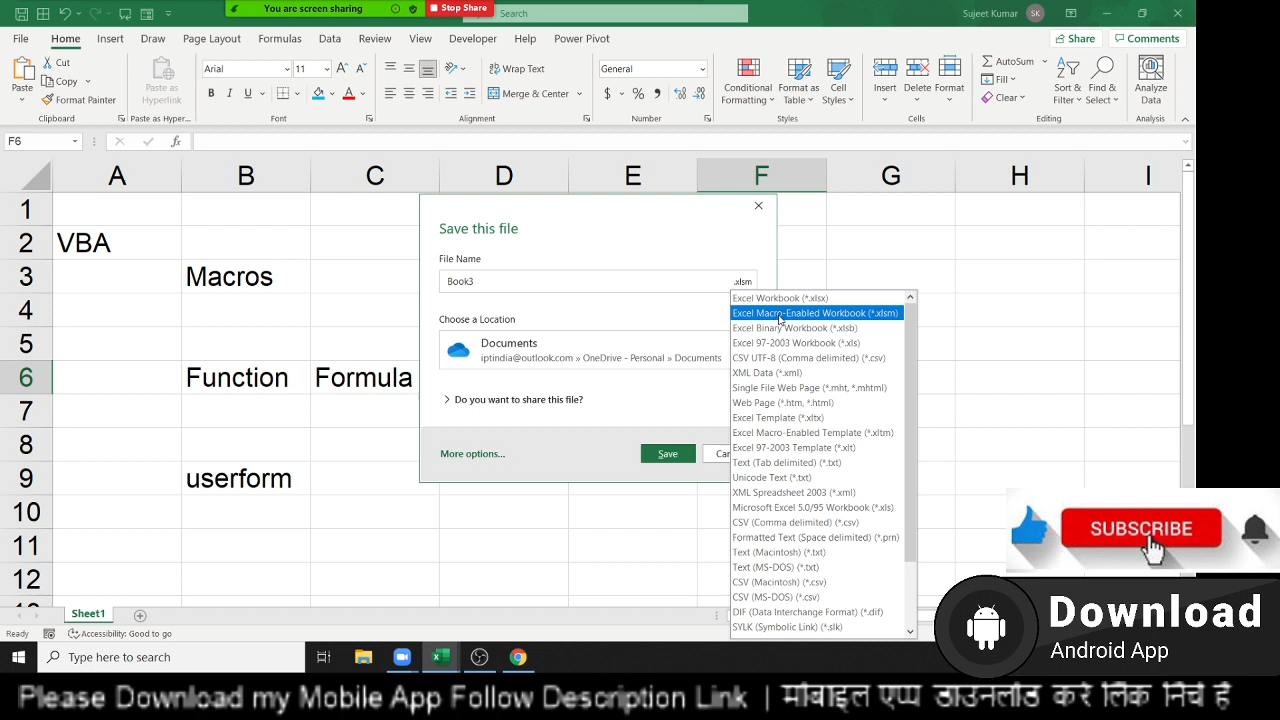 You are screen sharing
Stop Share
Search
Sujeet Kumar
SK
File Home Insert Draw Page Layout Formulas Data Review View Developer Help Power Pivot
Share
Comments
Paste
Cut
Copy
Format Painter
Clipboard
Paste as Hyperlink
Paste as Hyper...
Arial
11
B I U
Font
Wrap Text
Merge & Center
Alignment
General
$ % ,
Number
Conditional Formatting
Format as Table
Cell Styles
Styles
Insert
Delete
Format
Cells
AutoSum
Fill
Clear
Sort & Filter
Find & Select
Editing
Analyze Data
Analysis
F6
fx
A B C D E F G H I
1
2 VBA
3 Macros
4
5
6 Function Formula
7
8
9 userform
10
11
12
Save this file
File Name
Book3
.xlsm
Choose a Location
Documents
iptindia@outlook.com » OneDrive - Personal » Documents
Do you want to share this file?
More options...
Save
Can
Excel Workbook (*.xlsx)
Excel Macro-Enabled Workbook (*.xlsm)
Excel Binary Workbook (*.xlsb)
Excel 97-2003 Workbook (*.xls)
CSV UTF-8 (Comma delimited) (*.csv)
XML Data (*.xml)
Single File Web Page (*.mht, *.mhtml)
Web Page (*.htm, *.html)
Excel Template (*.xltx)
Excel Macro-Enabled Template (*.xltm)
Excel 97-2003 Template (*.xlt)
Text (Tab delimited) (*.txt)
Unicode Text (*.txt)
XML Spreadsheet 2003 (*.xml)
Microsoft Excel 5.0/95 Workbook (*.xls)
CSV (Comma delimited) (*.csv)
Formatted Text (Space delimited) (*.prn)
Text (Macintosh) (*.txt)
Text (MS-DOS) (*.txt)
CSV (Macintosh) (*.csv)
CSV (MS-DOS) (*.csv)
DIF (Data Interchange Format) (*.dif)
SYLK (Symbolic Link) (*.slk)
SUBSCRIBE
Download
Android App
Sheet1
Ready
Accessibility: Good to go
Type here to search
Please Download my Mobile App Follow Description Link | मोबाइल एप्प डाउनलोड करे लिंक निचे है